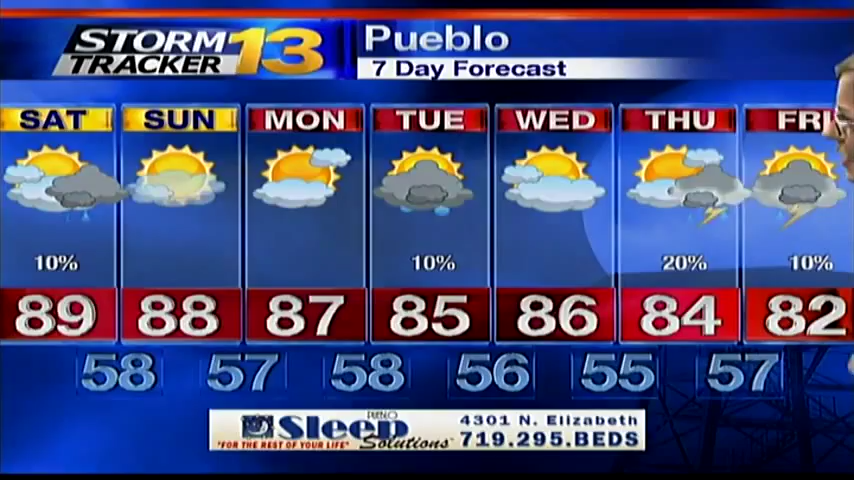 STORM TRACKER 13
Pueblo
7 Day Forecast
SAT SUN MON TUE WED THU FRI
10% 10% 20% 10%
89 88 87 85 86 84 82
58 57 58 56 55 57
PUEBLO
Sleep Solutions
"FOR THE REST OF YOUR LIFE"
4301 N. Elizabeth
719.295.BEDS